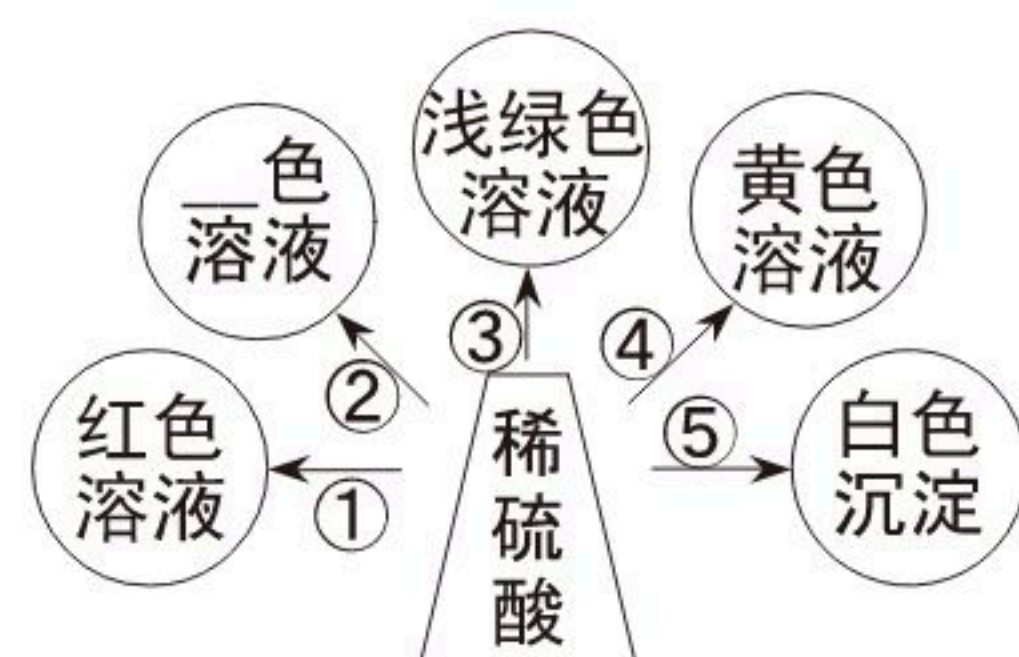 浅绿色
溶液
__色
溶液
黄色
溶液
③
④
②
⑤
红色
溶液
白色
沉淀
①
稀
硫
酸